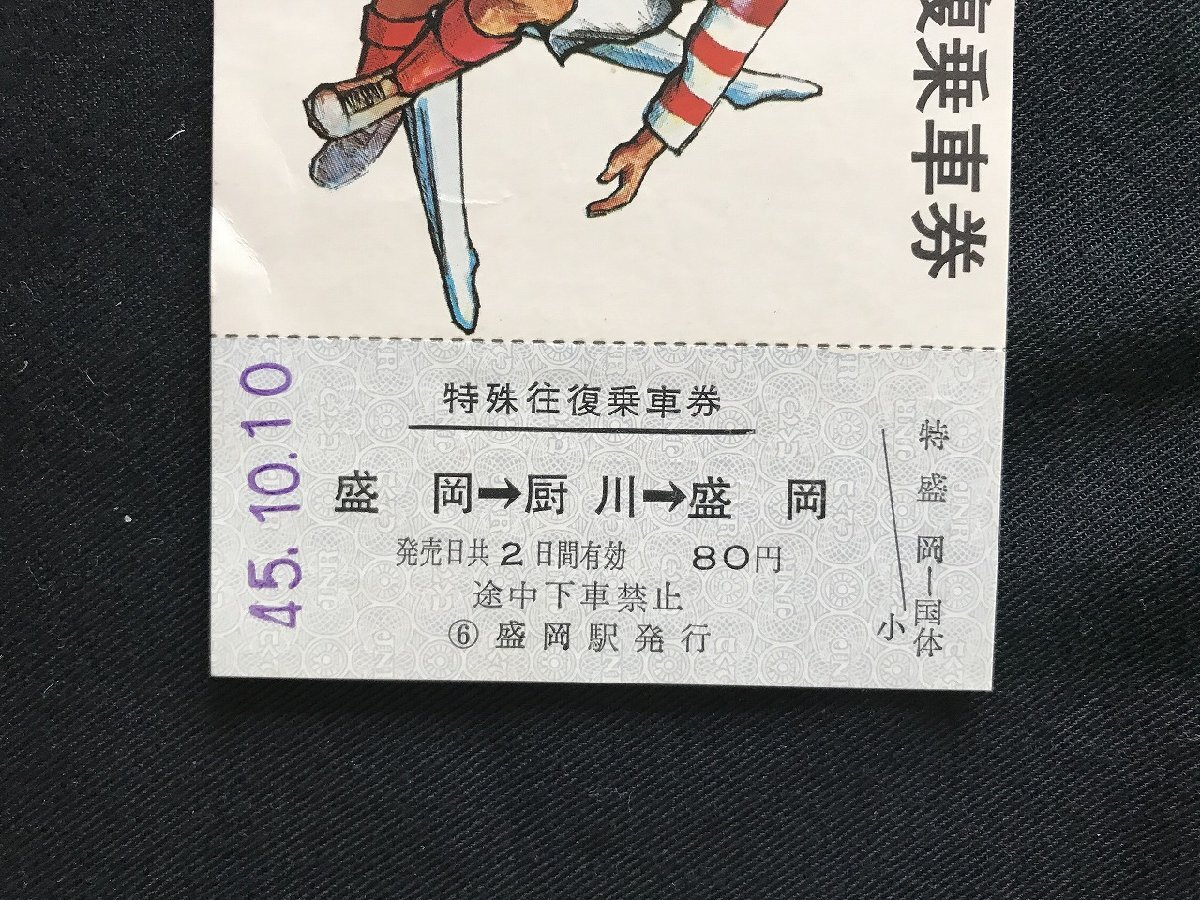 復乗車券
特殊往復乗車券
盛 岡➡厨 川➡盛 岡
発売日共2日間有効 80円
途中下車禁止
⑥ 盛岡駅発行
45.10.10
特 盛 岡―国体
小